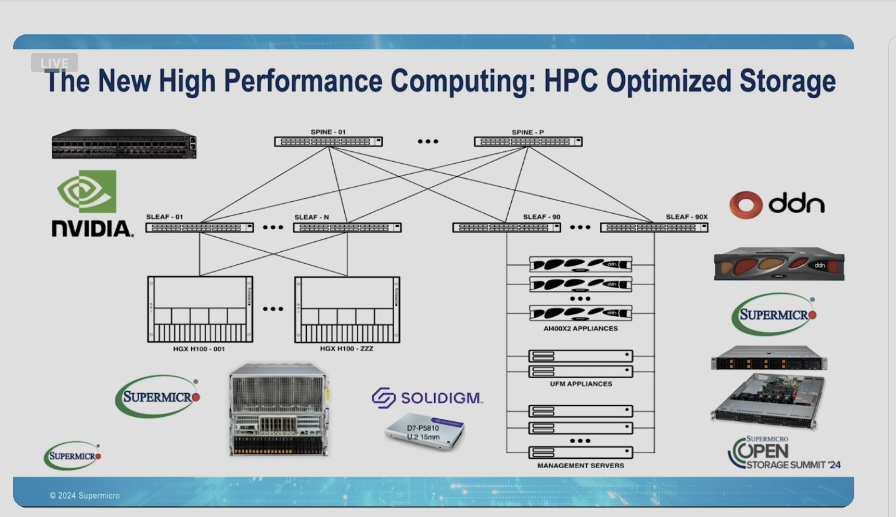 LIVE
The New High Performance Computing: HPC Optimized Storage
SPINE - 01
SPINE - P
NVIDIA.
SLEAF - 01
SLEAF - N
SLEAF - 90
SLEAF - 90X
ddn
ddn
HGX H100 - 001
HGX H100 - ZZZ
AI400X2 APPLIANCES
UFM APPLIANCES
MANAGEMENT SERVERS
SUPERMICRO
SUPERMICRO
SOLIDIGM
D7-P5810
U.2 15mm
SUPERMICRO
SUPERMICRO
OPEN
STORAGE SUMMIT '24
© 2024 Supermicro
7